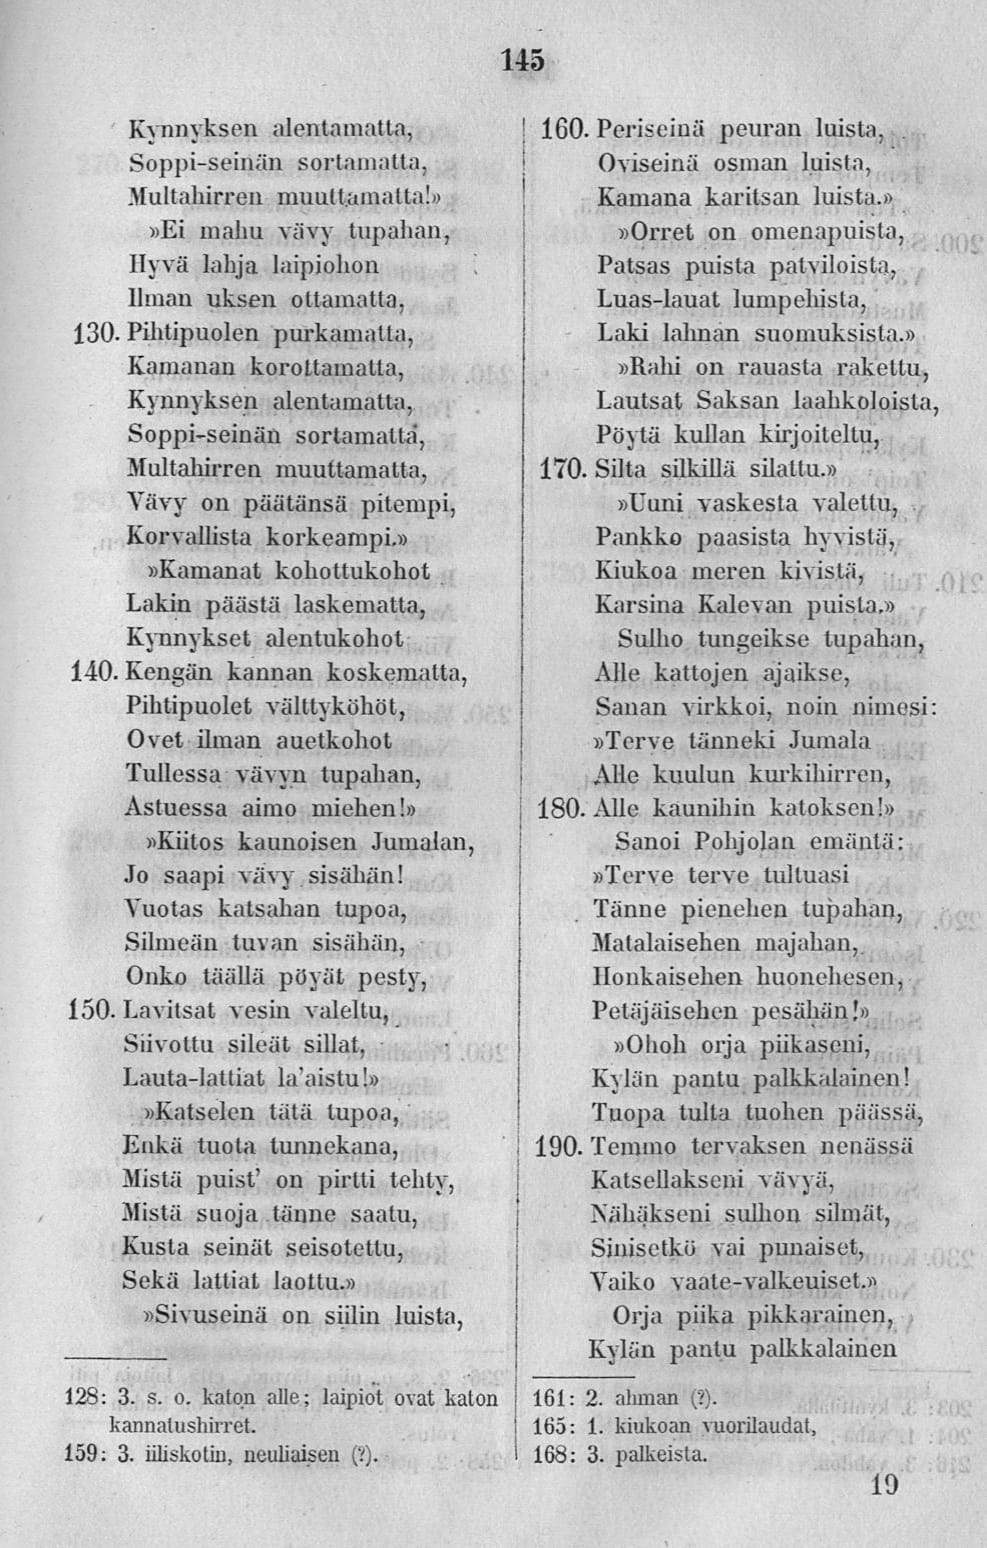 145
Kynnyksen alentamatta,
Soppi-seinän sortamatta,
Multahirren muuttamatta!»
»Ei mahu vävy tupahan,
Hyvä lahja laipiohon
Ilman uksen ottamatta,
130. Pihtipuolen purkamatta,
Kamanan korottamatta,
Kynnyksen alentamatta,
Soppi-seinän sortamatta,
Multahirren muuttamatta,
Vävy on päätänsä pitempi,
Korvallista korkeampi.»
»Kamanat kohottukohot
Lakin päästä laskematta,
Kynnykset alentukohot
140. Kengän kannan koskematta,
Pihtipuolet välttyköhöt,
Ovet ilman auetkohot
Tullessa vävyn tupahan,
Astuessa aimo miehen!»
»Kiitos kaunoisen Jumalan,
Jo saapi vävy sisähän!
Vuotas katsahan tupoa,
Silmeän tuvan sisähän,
Onko täällä pöyät pesty,
150. Lavitsat vesin valeltu,
Siivottu sileät sillat,
Lauta-lattiat la'aistu!»
»Katselen tätä tupoa,
Enkä tuota tunnekana,
Mistä puist' on pirtti tehty,
Mistä suoja tänne saatu,
Kusta seinät seisotettu,
Sekä lattiat laottu.»
»Sivuseinä on siilin luista,
128: 3. s. o. katon alle; laipiot ovat katon
kannatushirret.
159: 3. iiliskotin, neuliaisen (?).
160. Periseinä peuran luista,
Oviseinä osman luista,
Kamana karitsan luista.»
»Orret on omenapuista,
Patsas puista patviloista,
Luas-lauat lumpehista,
Laki lahnan suomuksista.»
»Rahi on rauasta rakettu,
Lautsat Saksan laahkoloista,
Pöytä kullan kirjoiteltu,
170. Silta silkillä silattu.»
»Uuni vaskesta valettu,
Pankko paasista hyvistä,
Kiukoa meren kivistä,
Karsina Kalevan puista.»
Sulho tungeikse tupahan,
Alle kattojen ajaikse,
Sanan virkkoi, noin nimesi:
»Terve tänneki Jumala
Alle kuulun kurkihirren,
180. Alle kaunihin katoksen!»
Sanoi Pohjolan emäntä:
»Terve terve tultuasi
Tänne pienehen tupahan,
Matalaisehen majahan,
Honkaisehen huonehesen,
Petäjäisehen pesähän!»
»Ohoh orja piikaseni,
Kylän pantu palkkalainen!
Tuopa tulta tuohen päässä,
190. Temmo tervaksen nenässä
Katsellakseni vävyä,
Nähäkseni sulhon silmät,
Sinisetkö vai punaiset,
Vaiko vaate-valkeuiset.»
Orja piika pikkarainen,
Kylän pantu palkkalainen
161: 2. ahman (?).
165: 1. kiukoan vuorilaudat,
168: 3. palkeista.
19